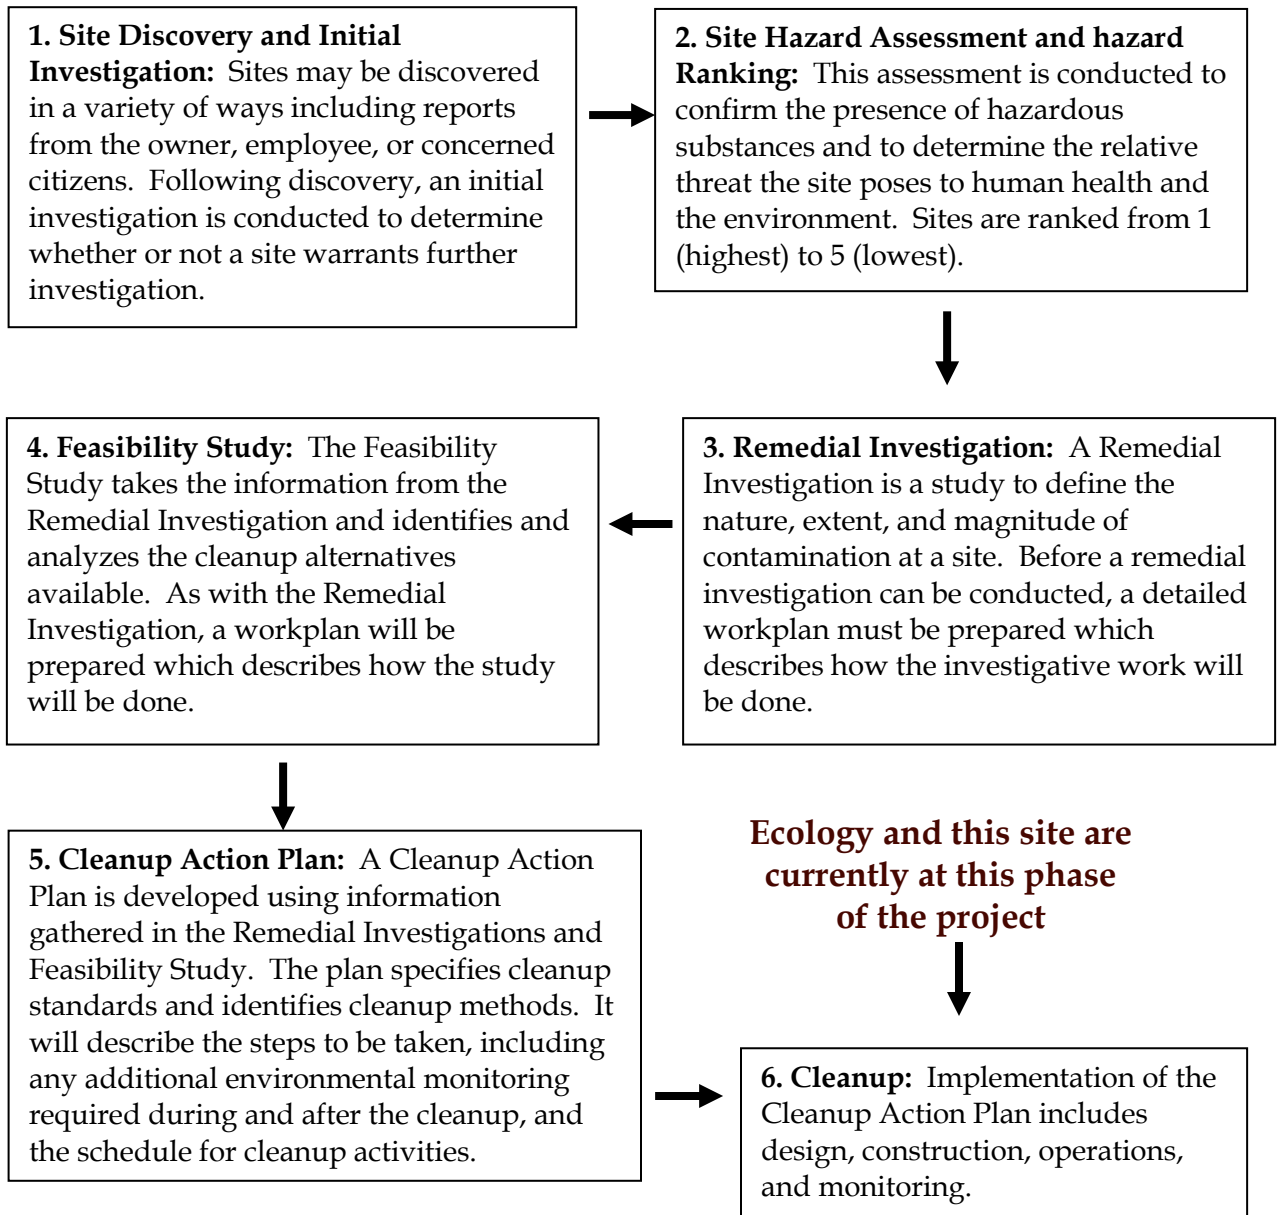 1. Site Discovery and Initial
Investigation:  Sites may be discovered
in a variety of ways including reports
from the owner, employee, or concerned
citizens.  Following discovery, an initial
investigation is conducted to determine
whether or not a site warrants further
investigation.
2. Site Hazard Assessment and hazard
Ranking:  This assessment is conducted to
confirm the presence of hazardous
substances and to determine the relative
threat the site poses to human health and
the environment.  Sites are ranked from 1
(highest) to 5 (lowest).
3. Remedial Investigation:  A Remedial
Investigation is a study to define the
nature, extent, and magnitude of
contamination at a site.  Before a remedial
investigation can be conducted, a detailed
workplan must be prepared which
describes how the investigative work will
be done.
4. Feasibility Study:  The Feasibility
Study takes the information from the
Remedial Investigation and identifies and
analyzes the cleanup alternatives
available.  As with the Remedial
Investigation, a workplan will be
prepared which describes how the study
will be done.
5. Cleanup Action Plan:  A Cleanup Action
Plan is developed using information
gathered in the Remedial Investigations and
Feasibility Study.  The plan specifies cleanup
standards and identifies cleanup methods.  It
will describe the steps to be taken, including
any additional environmental monitoring
required during and after the cleanup, and
the schedule for cleanup activities.
Ecology and this site are
currently at this phase
of the project
6. Cleanup:  Implementation of the
Cleanup Action Plan includes
design, construction, operations,
and monitoring.